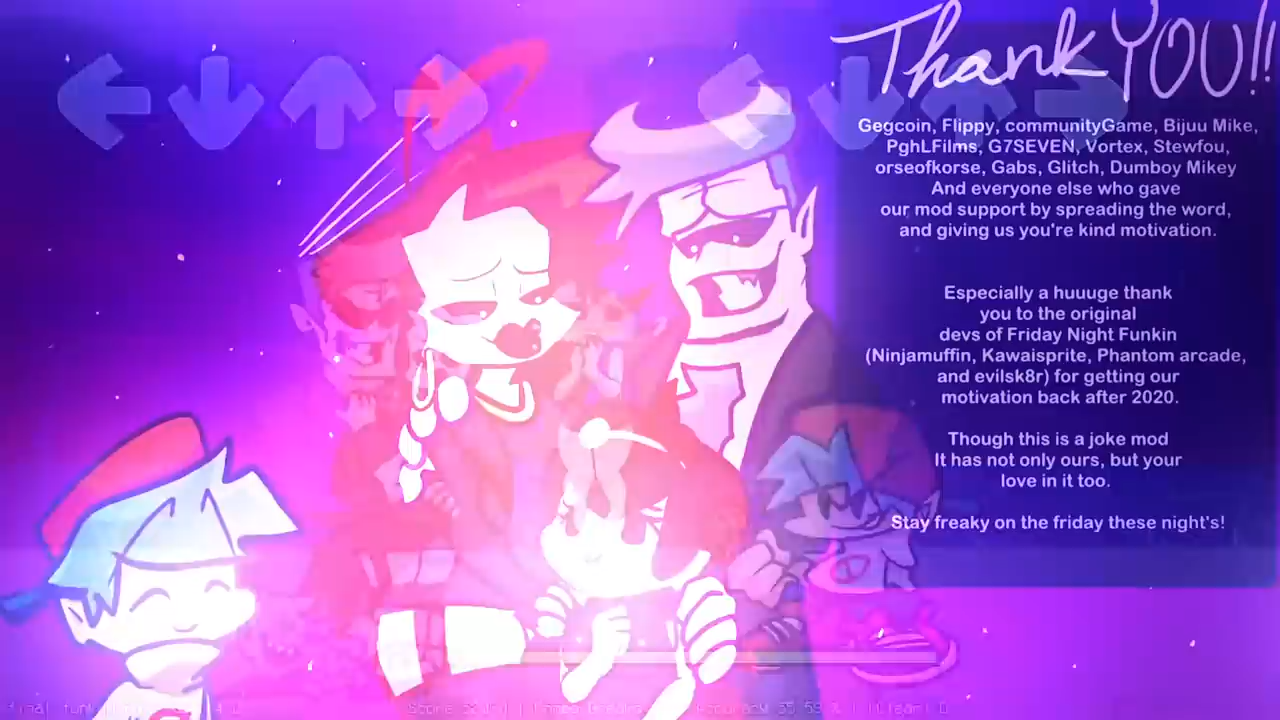 Thank YOU!!
Gegcoin, Flippy, communityGame, Bijuu Mike,
PghLFilms, G7SEVEN, Vortex, Stewfou,
orseofkorse, Gabs, Glitch, Dumboy Mikey
And everyone else who gave
our mod support by spreading the word,
and giving us you're kind motivation.
Especially a huuuge thank
you to the original
devs of Friday Night Funkin
(Ninjamuffin, Kawaisprite, Phantom arcade,
and evilsk8r) for getting our
motivation back after 2020.
Though this is a joke mod
It has not only ours, but your
love in it too.
Stay freaky on the friday these night's!